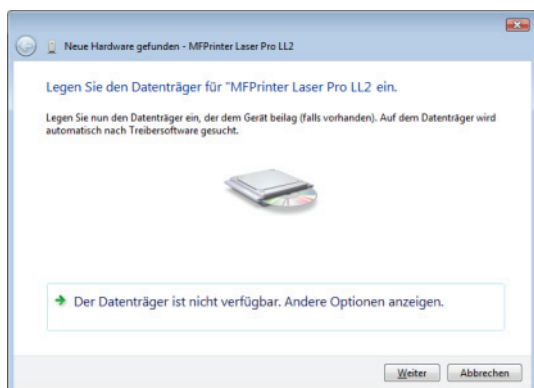 Neue Hardware gefunden - MFPrinter Laser Pro LL2
Legen Sie den Datenträger für "MFPrinter Laser Pro LL2 ein.
Legen Sie nun den Datenträger ein, der dem Gerät beilag (falls vorhanden). Auf dem Datenträger wird
automatisch nach Treibersoftware gesucht.
Der Datenträger ist nicht verfügbar. Andere Optionen anzeigen.
Weiter Abbrechen